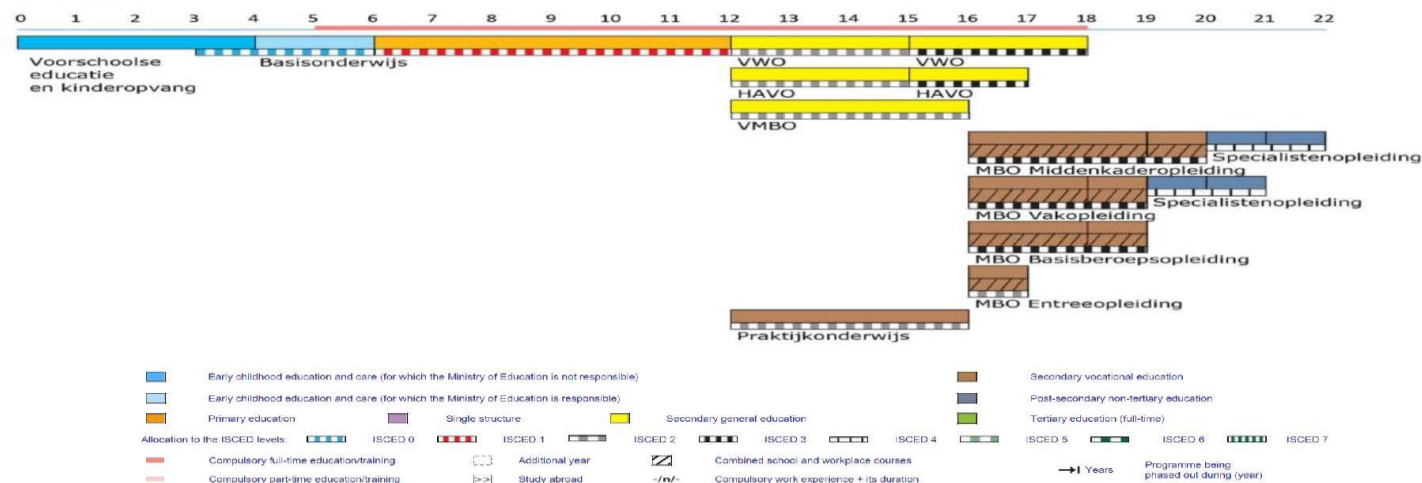 0 1 2 3 4 5 6 7 8 9 10 11 12 13 14 15 16 17 18 19 20 21 22
Voorschoolse
educatie
en kinderopvang
Basisonderwijs
VWO VWO
HAVO HAVO
VMBO
Specialistenopleiding
MBO Middenkaderopleiding
Specialistenopleiding
MBO Vakopleiding
MBO Basisberoepsopleiding
MBO Entreeopleiding
Praktijkonderwijs
Early childhood education and care (for which the Ministry of Education is not responsible) Secondary vocational education
Early childhood education and care (for which the Ministry of Education is responsible) Post-secondary non-tertiary education
Primary education Single structure Secondary general education Tertiary education (full-time)
Allocation to the ISCED levels: ISCED 0 ISCED 1 ISCED 2 ISCED 3 ISCED 4 ISCED 5 ISCED 6 ISCED 7
Compulsory full-time education/training Additional year Combined school and workplace courses Years Programme being
phased out during (year)
Compulsory part-time education/training >> Study abroad -/n/- Compulsory work experience + its duration